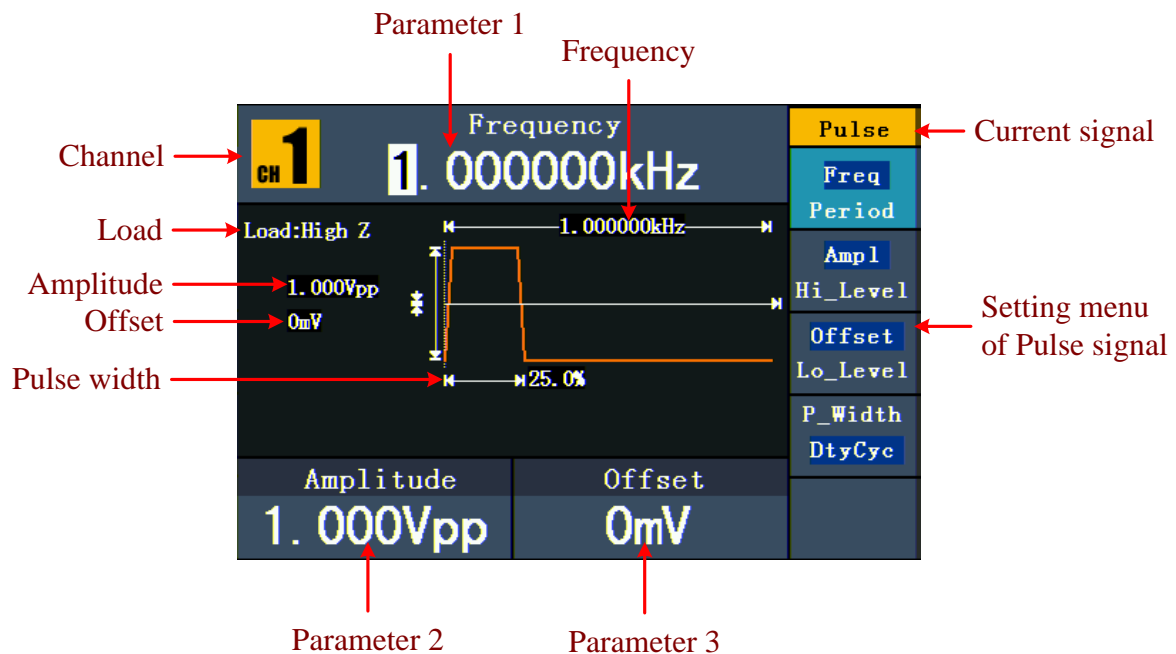 Parameter 1
Frequency
Channel
CH 1
Frequency
1. 000000kHz
Pulse
Current signal
Freq
Period
Load
Load:High Z
1. 000000kHz
Ampl
Hi_Level
Amplitude
1. 000Vpp
Offset
0mV
Offset
Lo_Level
Setting menu
of Pulse signal
Pulse width
25. 0%
P_Width
DtyCyc
Amplitude
1. 000Vpp
Offset
0mV
Parameter 2
Parameter 3